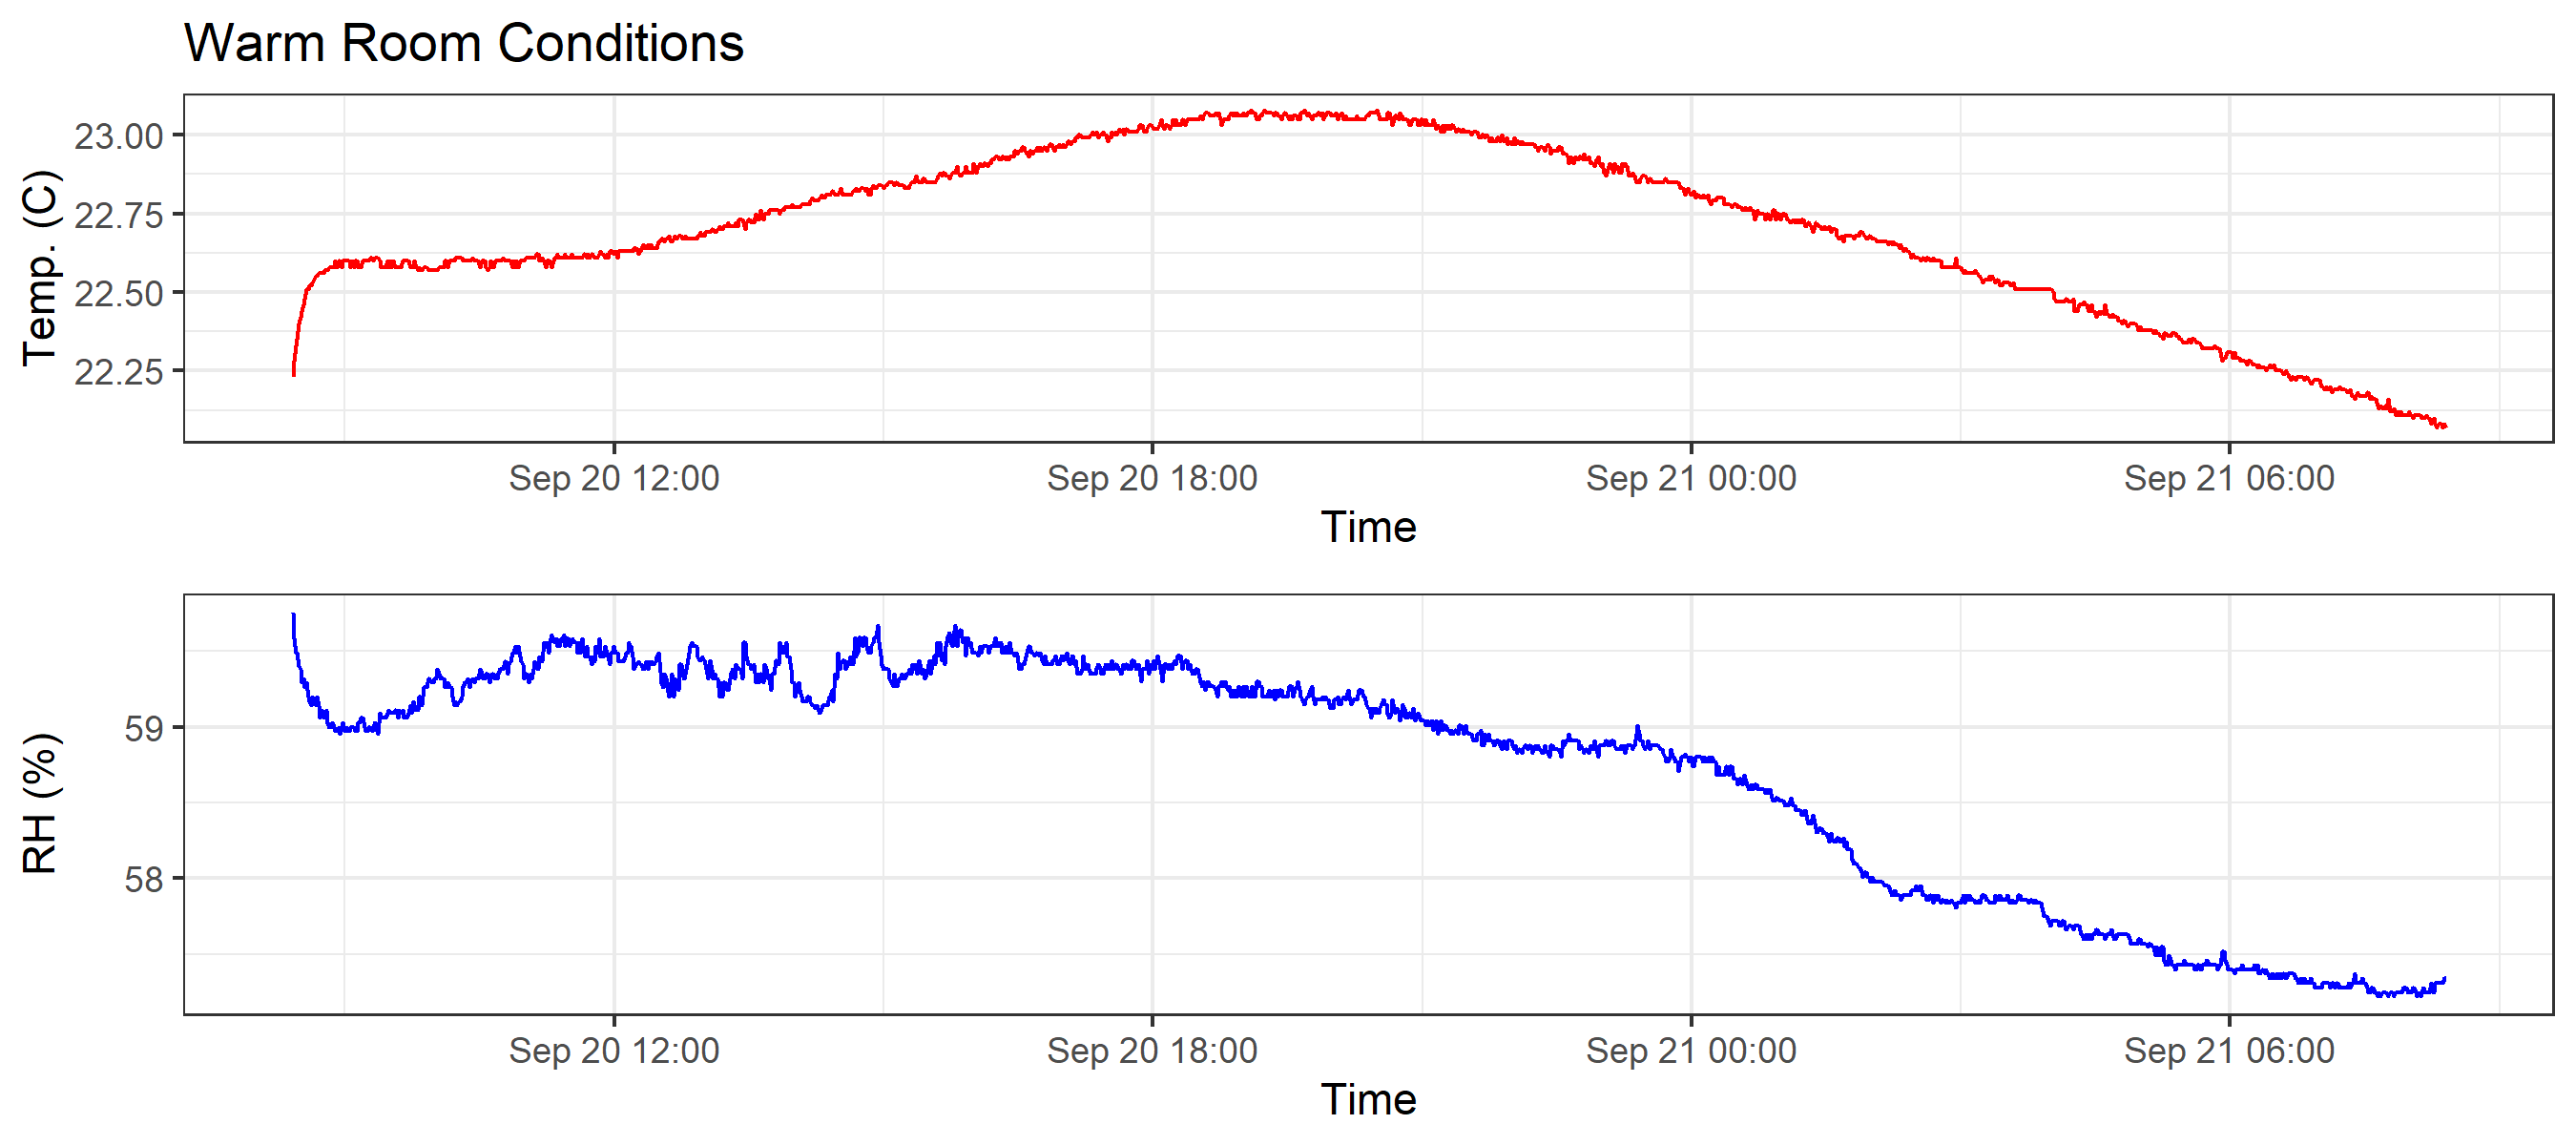 Warm Room Conditions
Temp. (C)
23.00
22.75
22.50
22.25
Sep 20 12:00 Sep 20 18:00 Sep 21 00:00 Sep 21 06:00
Time
RH (%)
59
58
Sep 20 12:00 Sep 20 18:00 Sep 21 00:00 Sep 21 06:00
Time